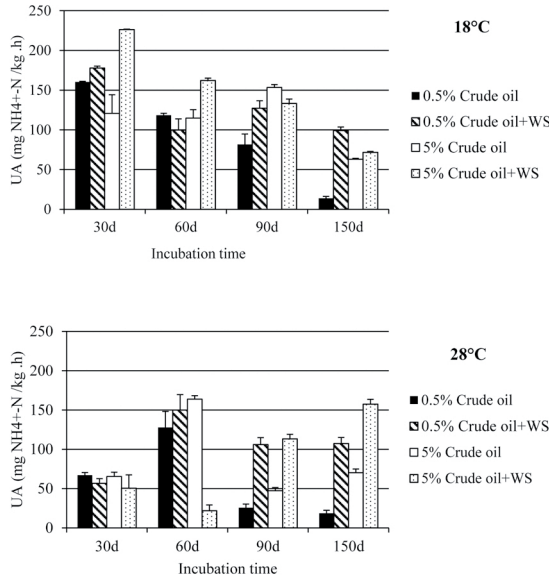 18°C
UA (mg NH4+-N /kg .h)
250
200
150
100
50
0
30d 60d 90d 150d
Incubation time
0.5% Crude oil
0.5% Crude oil+WS
5% Crude oil
5% Crude oil+WS
28°C
UA (mg NH4+-N /kg .h)
250
200
150
100
50
0
30d 60d 90d 150d
Incubation time
0.5% Crude oil
0.5% Crude oil+WS
5% Crude oil
5% Crude oil+WS